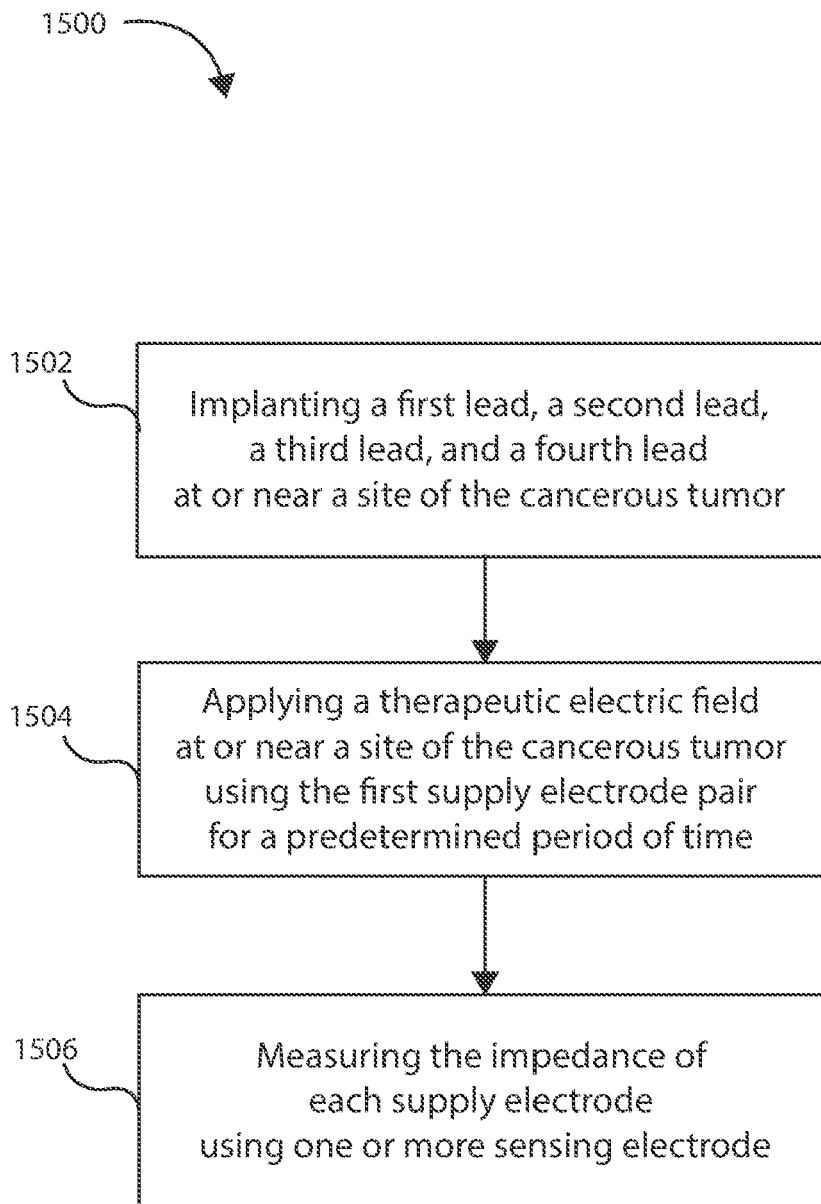 1500
1502
Implanting a first lead, a second lead,
a third lead, and a fourth lead
at or near a site of the cancerous tumor
1504
Applying a therapeutic electric field
at or near a site of the cancerous tumor
using the first supply electrode pair
for a predetermined period of time
1506
Measuring the impedance of
each supply electrode
using one or more sensing electrode